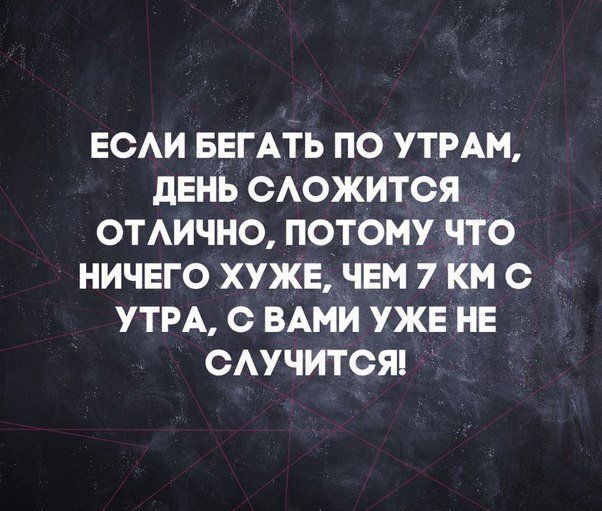 ЕСЛИ БЕГАТЬ ПО УТРАМ,
ДЕНЬ СЛОЖИТСЯ
ОТЛИЧНО, ПОТОМУ ЧТО
НИЧЕГО ХУЖЕ, ЧЕМ 7 КМ С
УТРА, С ВАМИ УЖЕ НЕ
СЛУЧИТСЯ!